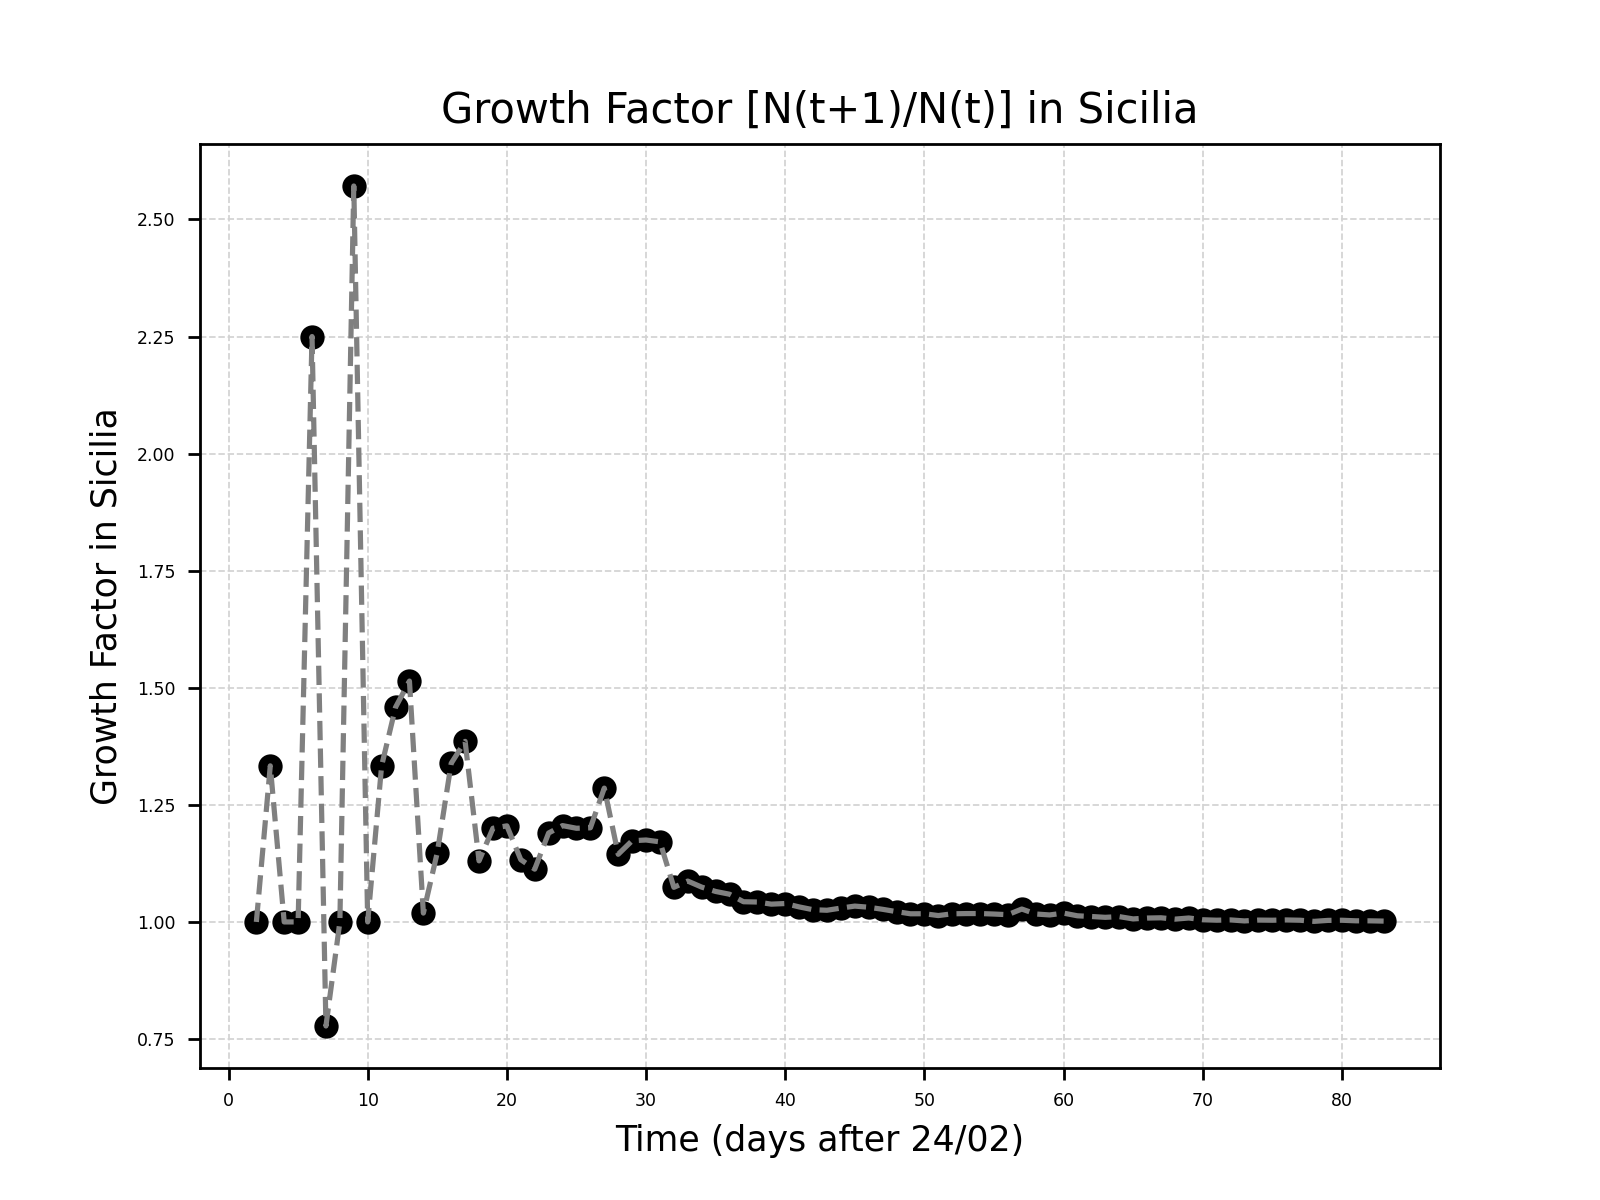 Growth Factor [N(t+1)/N(t)] in Sicilia
Growth Factor in Sicilia
2.50
2.25
2.00
1.75
1.50
1.25
1.00
0.75
0 10 20 30 40 50 60 70 80
Time (days after 24/02)